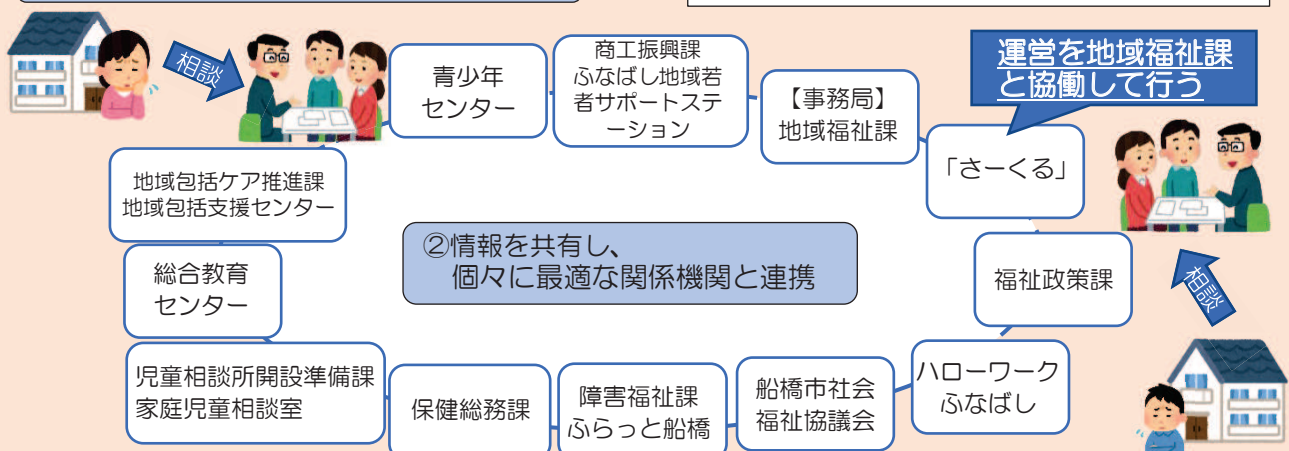 相談
青少年
センター
商工振興課
ふなばし地域若
者サポートステ
ーション
【事務局】
地域福祉課
運営を地域福祉課
と協働して行う
「さーくる」
地域包括ケア推進課
地域包括支援センター
②情報を共有し、
個々に最適な関係機関と連携
総合教育
センター
福祉政策課
相談
児童相談所開設準備課
家庭児童相談室
保健総務課
障害福祉課
ふらっと船橋
船橋市社会
福祉協議会
ハローワーク
ふなばし